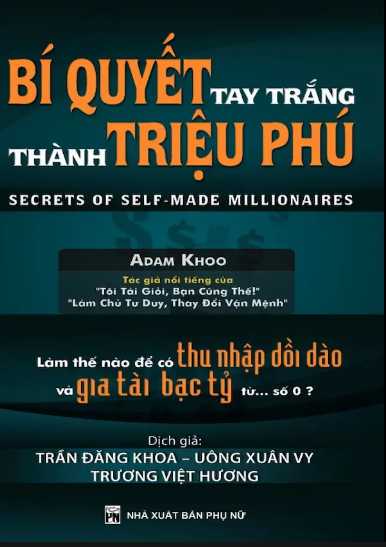 BÍ QUYẾT TAY TRẮNG
THÀNH TRIỆU PHÚ
SECRETS OF SELF-MADE MILLIONAIRES
ADAM KHOO
Tác giả nổi tiếng của
"Tôi Tài Giỏi, Bạn Cũng Thế!"
"Làm Chủ Tư Duy, Thay Đổi Vận Mệnh"
Làm thế nào để có thu nhập dồi dào
và gia tài bạc tỷ từ... số 0 ?
Dịch giả:
TRẦN ĐĂNG KHOA – UÔNG XUÂN VY
TRƯƠNG VIỆT HƯƠNG
PN NHÀ XUẤT BẢN PHỤ NỮ